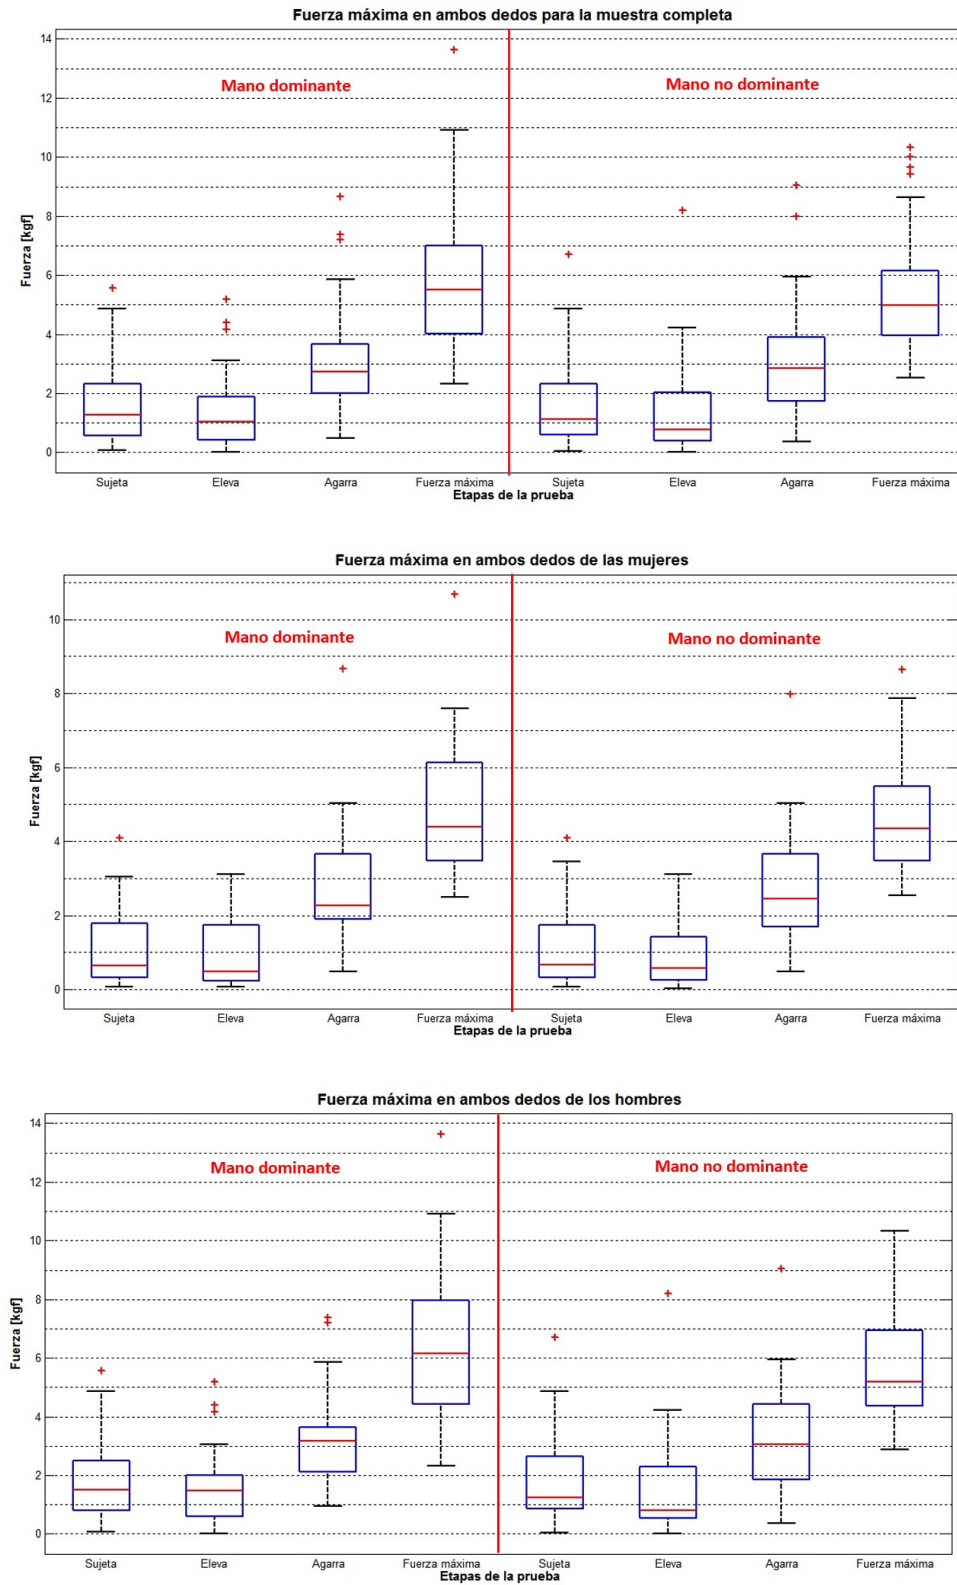 Fuerza máxima en ambos dedos para la muestra completa
14
12
10
8
6
4
2
0
Fuerza [kgf]
Mano dominante
Mano no dominante
Sujeta Eleva Agarra Fuerza máxima Sujeta Eleva Agarra Fuerza máxima
Etapas de la prueba
Fuerza máxima en ambos dedos de las mujeres
10
8
6
4
2
0
Fuerza [kgf]
Mano dominante
Mano no dominante
Sujeta Eleva Agarra Fuerza máxima Sujeta Eleva Agarra Fuerza máxima
Etapas de la prueba
Fuerza máxima en ambos dedos de los hombres
14
12
10
8
6
4
2
0
Fuerza [kgf]
Mano dominante
Mano no dominante
Sujeta Eleva Agarra Fuerza máxima Sujeta Eleva Agarra Fuerza máxima
Etapas de la prueba